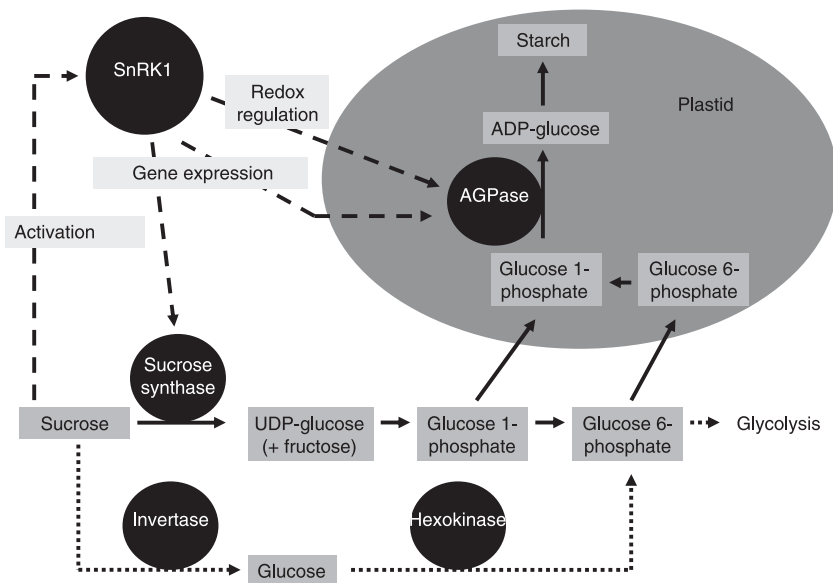 Starch
SnRK1
Redox
regulation
Plastid
ADP-glucose
Gene expression
AGPase
Activation
Glucose 1-
phosphate
Glucose 6-
phosphate
Sucrose
synthase
Sucrose
UDP-glucose
(+ fructose)
Glucose 1-
phosphate
Glucose 6-
phosphate
Glycolysis
Invertase
Hexokinase
Glucose